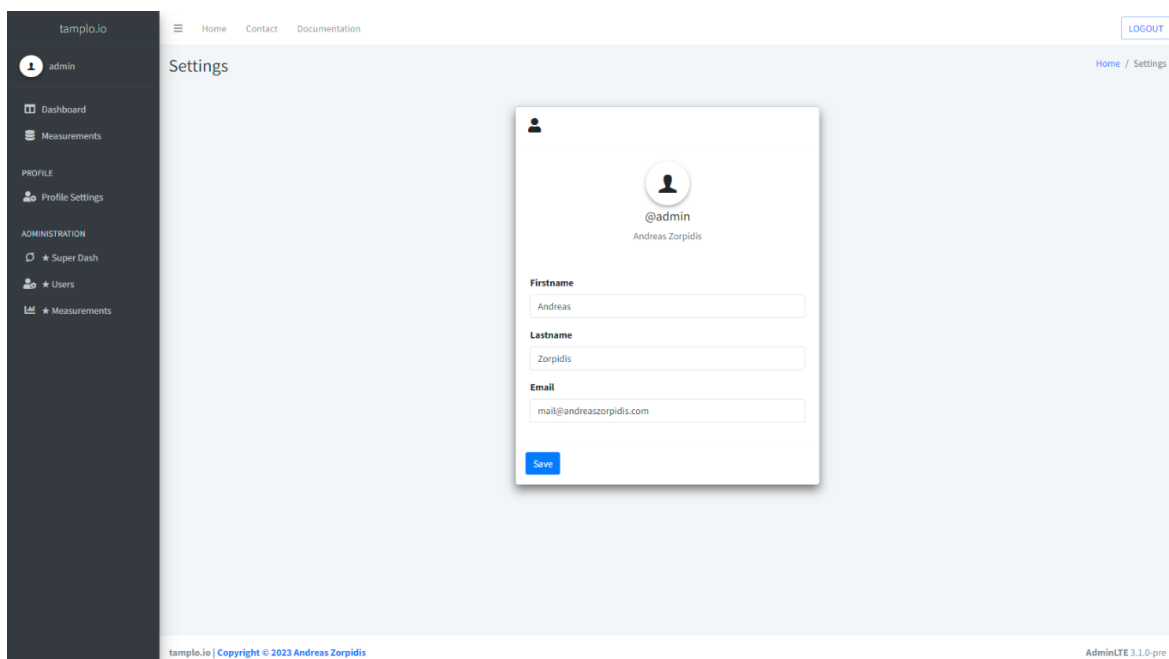 tamplo.io
Home Contact Documentation
LOGOUT
admin
Settings
Home / Settings
Dashboard
Measurements
PROFILE
Profile Settings
ADMINISTRATION
★ Super Dash
★ Users
★ Measurements
@admin
Andreas Zorpidis
Firstname
Andreas
Lastname
Zorpidis
Email
mail@andreaszorpidis.com
Save
tamplo.io | Copyright © 2023 Andreas Zorpidis
AdminLTE 3.1.0-pre